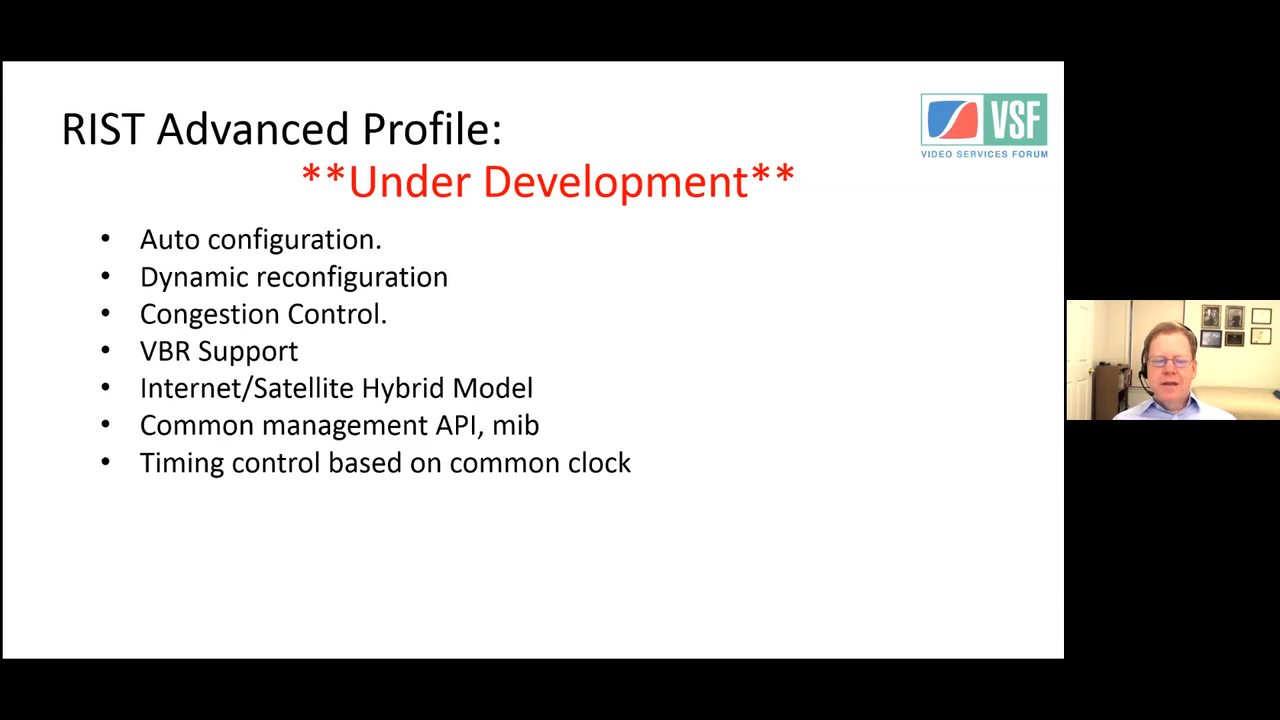 RIST Advanced Profile:
**Under Development**
VSF
VIDEO SERVICES FORUM
• Auto configuration.
• Dynamic reconfiguration
• Congestion Control.
• VBR Support
• Internet/Satellite Hybrid Model
• Common management API, mib
• Timing control based on common clock